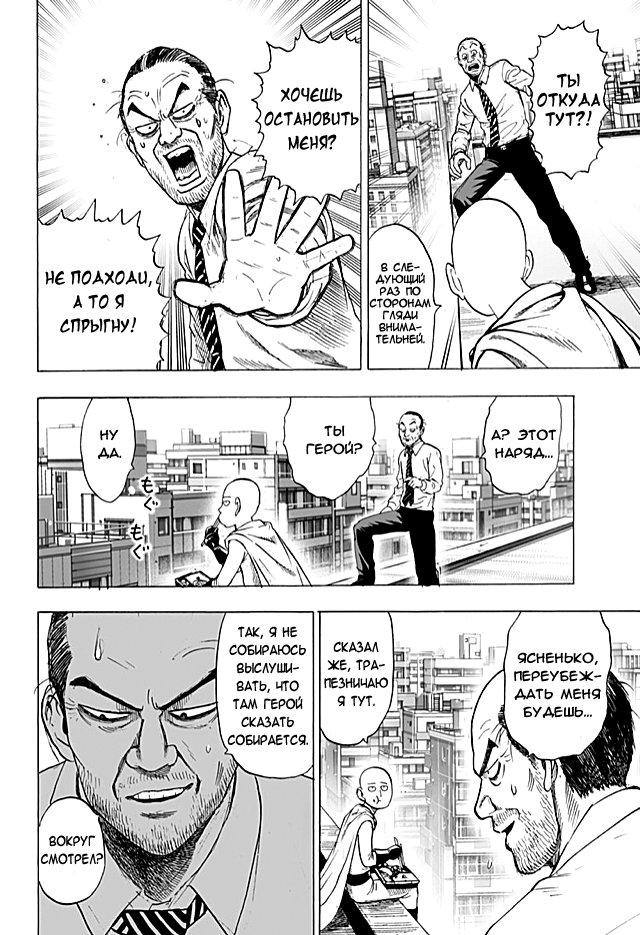 ТЫ
ОТКУДА
ТУТ?!
В СЛЕ-
ДУЮЩИЙ
РАЗ ПО
СТОРОНАМ
ГЛЯДИ
ВНИМА-
ТЕЛЬНЕЙ.
ХОЧЕШЬ
ОСТАНОВИТЬ
МЕНЯ?
НЕ ПОДХОДИ,
А ТО Я
СПРЫГНУ!
А? ЭТОТ
НАРЯД...
ТЫ
ГЕРОЙ?
НУ
ДА.
もぐ
もぐ
ЯСНЕНЬКО,
ПЕРЕУБЕЖ-
ДАТЬ МЕНЯ
БУДЕШЬ...
СКАЗАЛ
ЖЕ, ТРА-
ПЕЗНИЧАЮ
Я ТУТ.
ТАК, Я НЕ
СОБИРАЮСЬ
ВЫСЛУШИ-
ВАТЬ, ЧТО
ТАМ ГЕРОЙ
СКАЗАТЬ
СОБИРАЕТСЯ.
ВОКРУГ
СМОТРЕЛ?